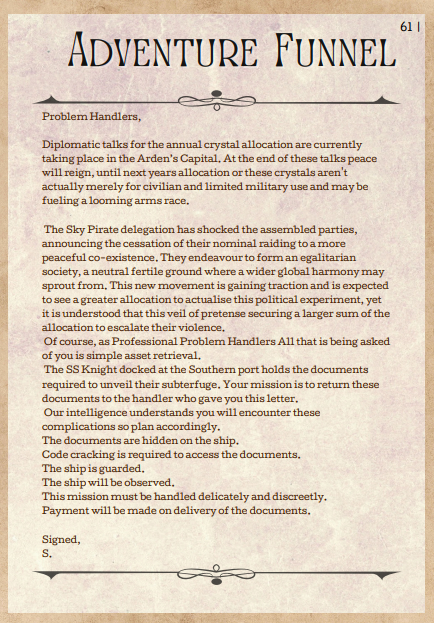 61 |
Adventure Funnel
Problem Handlers,
Diplomatic talks for the annual crystal allocation are currently
taking place in the Arden's Capital. At the end of these talks peace
will reign, until next years allocation or these crystals aren't
actually merely for civilian and limited military use and may be
fueling a looming arms race.
The Sky Pirate delegation has shocked the assembled parties,
announcing the cessation of their nominal raiding to a more
peaceful co-existence. They endeavour to form an egalitarian
society, a neutral fertile ground where a wider global harmony may
sprout from. This new movement is gaining traction and is expected
to see a greater allocation to actualise this political experiment, yet
it is understood that this veil of pretense securing a larger sum of the
allocation to escalate their violence.
Of course, as Professional Problem Handlers All that is being asked
of you is simple asset retrieval.
The SS Knight docked at the Southern port holds the documents
required to unveil their subterfuge. Your mission is to return these
documents to the handler who gave you this letter.
Our intelligence understands you will encounter these
complications so plan accordingly.
The documents are hidden on the ship.
Code cracking is required to access the documents.
The ship is guarded.
The ship will be observed.
This mission must be handled delicately and discreetly.
Payment will be made on delivery of the documents.
Signed,
S.